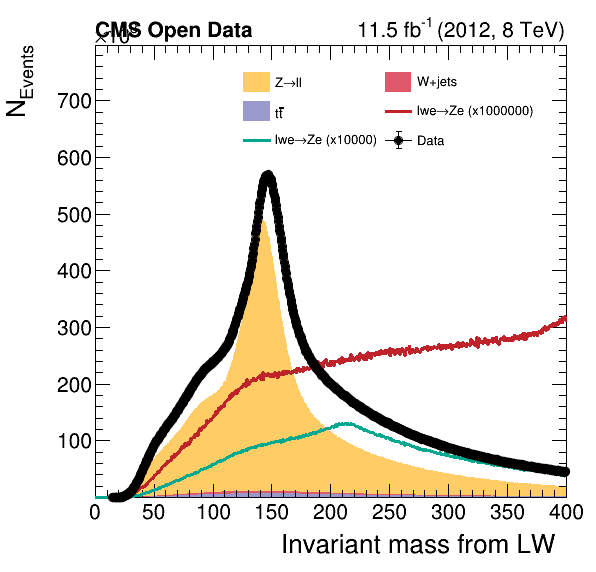 CMS Open Data 11.5 fb⁻¹ (2012, 8 TeV)
N_Events
Z→ll W+jets
tt̄ lwe→Ze (x1000000)
lwe→Ze (x10000) Data
700
600
500
400
300
200
100
0 50 100 150 200 250 300 350 400
Invariant mass from LW